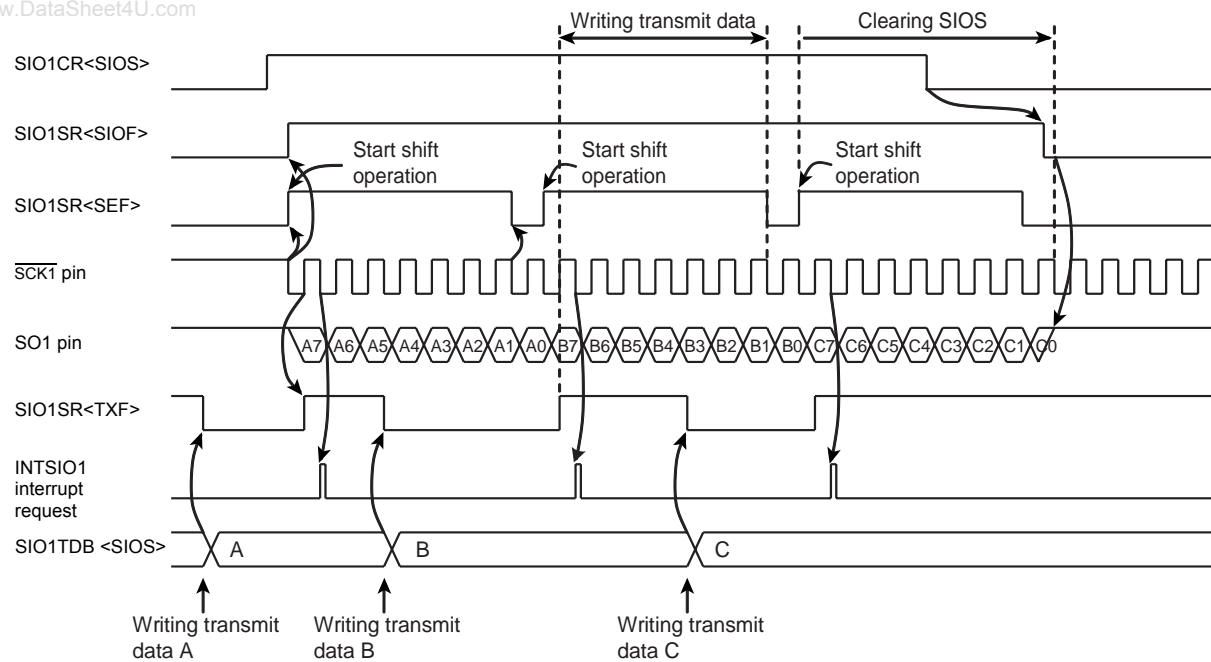 w.DataSheet4U.com
Writing transmit data
Clearing SIOS
SIO1CR<SIOS>
SIO1SR<SIOF>
Start shift
operation
Start shift
operation
Start shift
operation
SIO1SR<SEF>
SCK1 pin
SO1 pin
A7 A6 A5 A4 A3 A2 A1 A0 B7 B6 B5 B4 B3 B2 B1 B0 C7 C6 C5 C4 C3 C2 C1 C0
SIO1SR<TXF>
INTSIO1
interrupt
request
SIO1TDB <SIOS>
A
B
C
Writing transmit
data A
Writing transmit
data B
Writing transmit
data C